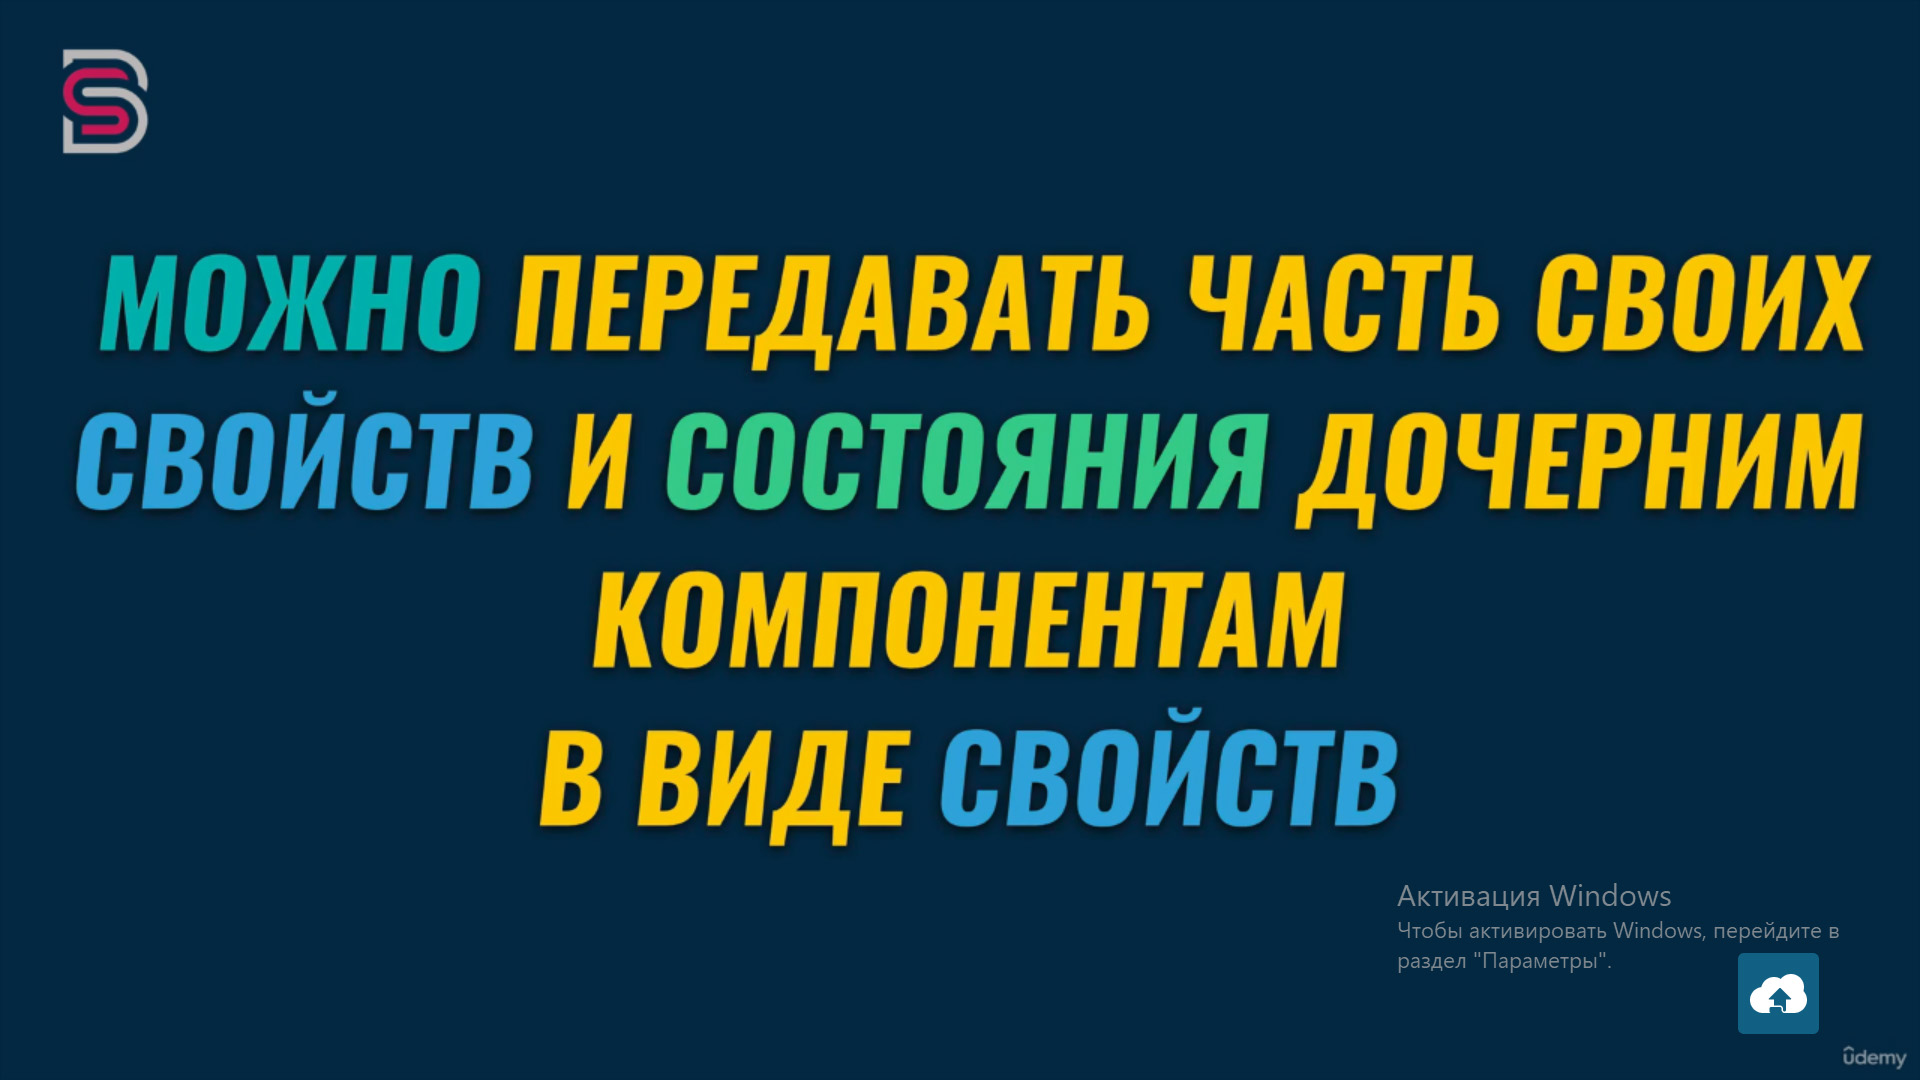 МОЖНО ПЕРЕДАВАТЬ ЧАСТЬ СВОИХ
СВОЙСТВ И СОСТОЯНИЯ ДОЧЕРНИМ
КОМПОНЕНТАМ
В ВИДЕ СВОЙСТВ
Активация Windows
Чтобы активировать Windows, перейдите в
раздел "Параметры".
ûdemy